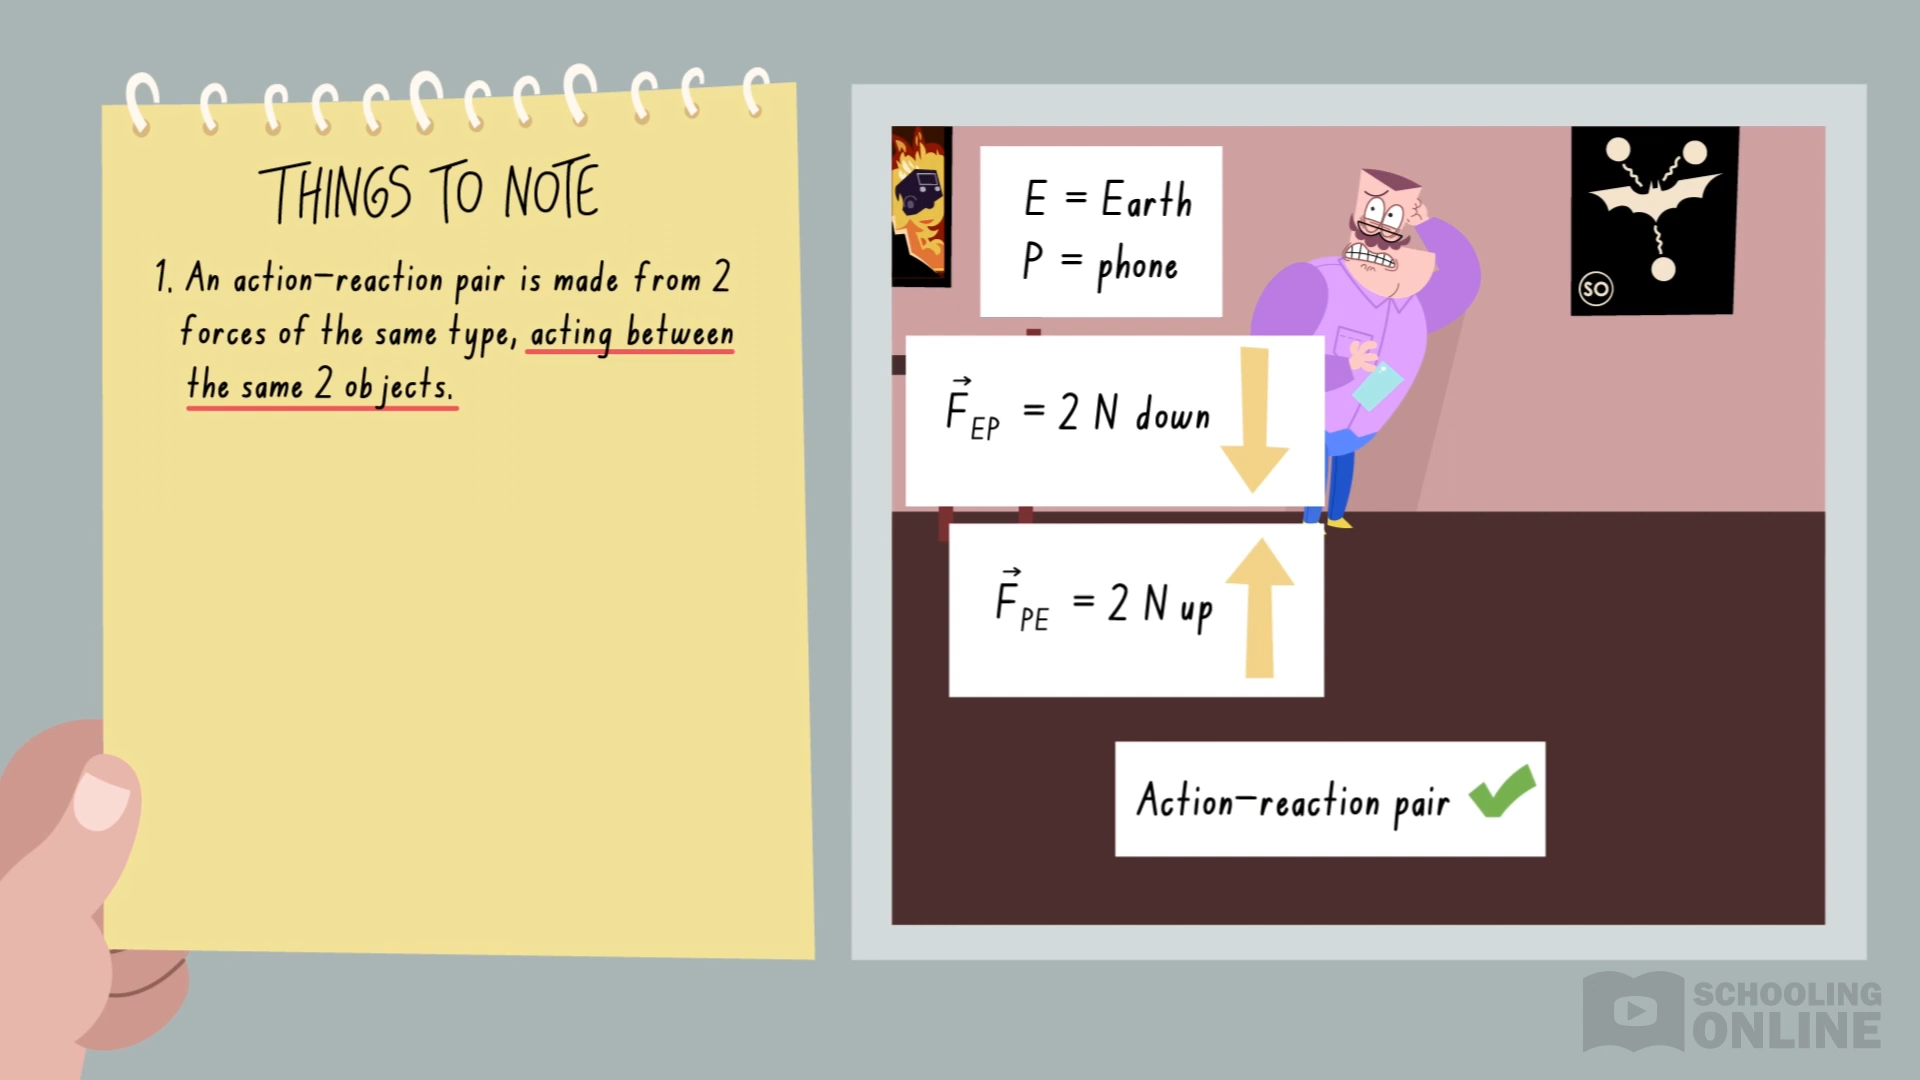 THINGS TO NOTE
1. An action-reaction pair is made from 2
forces of the same type, acting between
the same 2 objects.
E = Earth
P = phone
SO
F⃗EP = 2 N down
F⃗PE = 2 N up
Action-reaction pair
SCHOOLING
ONLINE